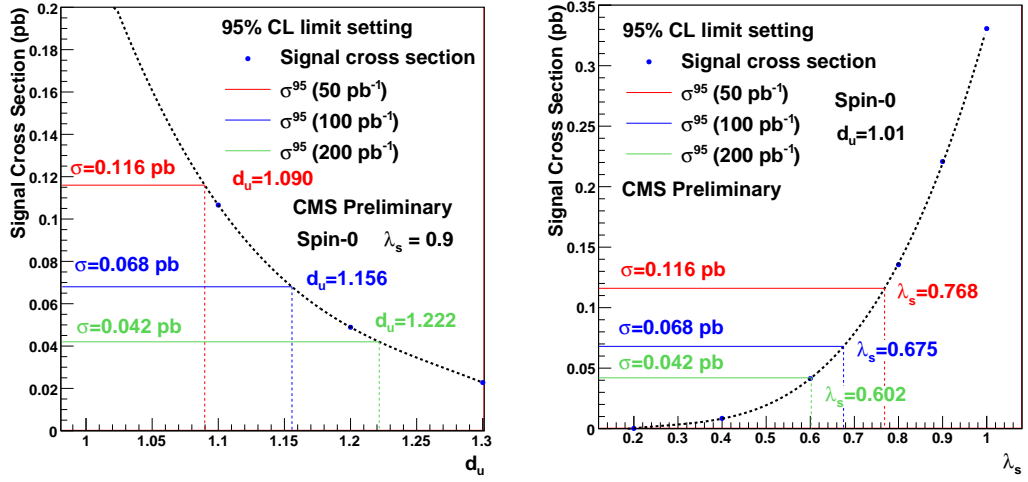 Signal Cross Section (pb)
0.2
0.18
0.16
0.14
0.12
0.1
0.08
0.06
0.04
0.02
0
95% CL limit setting
Signal cross section
σ⁹⁵ (50 pb⁻¹)
σ⁹⁵ (100 pb⁻¹)
σ⁹⁵ (200 pb⁻¹)
σ=0.116 pb
dᵤ=1.090
CMS Preliminary
Spin-0 λₛ = 0.9
σ=0.068 pb
dᵤ=1.156
σ=0.042 pb
dᵤ=1.222
1 1.05 1.1 1.15 1.2 1.25 1.3
dᵤ
Signal Cross Section (pb)
0.35
0.3
0.25
0.2
0.15
0.1
0.05
0
95% CL limit setting
Signal cross section
σ⁹⁵ (50 pb⁻¹)
σ⁹⁵ (100 pb⁻¹)
σ⁹⁵ (200 pb⁻¹)
Spin-0
dᵤ=1.01
CMS Preliminary
σ=0.116 pb
λₛ=0.768
σ=0.068 pb
λₛ=0.675
σ=0.042 pb
λₛ=0.602
0.2 0.3 0.4 0.5 0.6 0.7 0.8 0.9 1
λₛ